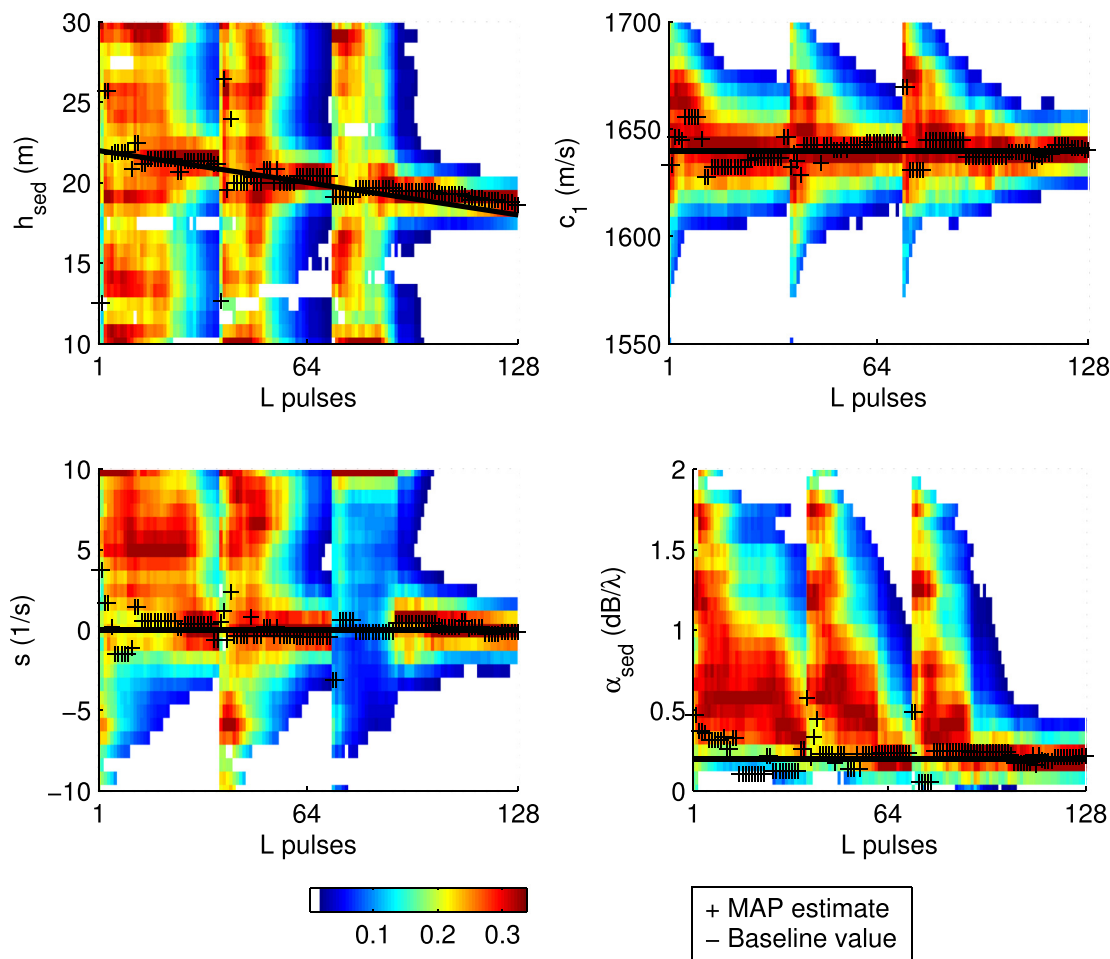 30
25
20
15
10
h_sed (m)
1 64 128
L pulses
1700
1650
1600
1550
c_1 (m/s)
1 64 128
L pulses
10
5
0
−5
−10
s (1/s)
1 64 128
L pulses
2
1.5
1
0.5
0
α_sed (dB/λ)
1 64 128
L pulses
0.1 0.2 0.3
+ MAP estimate
− Baseline value